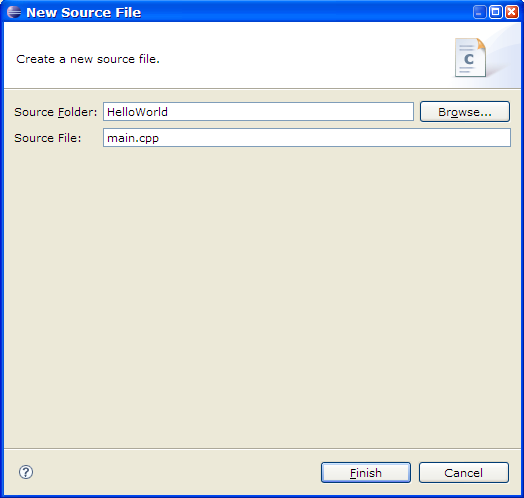 New Source File
Create a new source file.
C
Source Folder: HelloWorld Browse...
Source File: main.cpp
? Finish Cancel